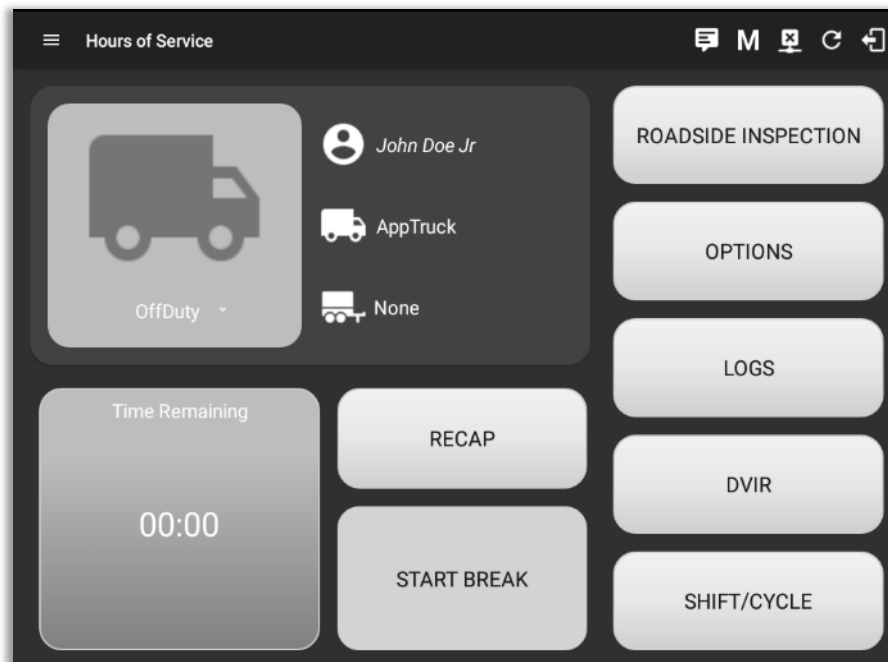 Hours of Service
M
John Doe Jr
AppTruck
None
OffDuty
Time Remaining
00:00
RECAP
START BREAK
ROADSIDE INSPECTION
OPTIONS
LOGS
DVIR
SHIFT/CYCLE